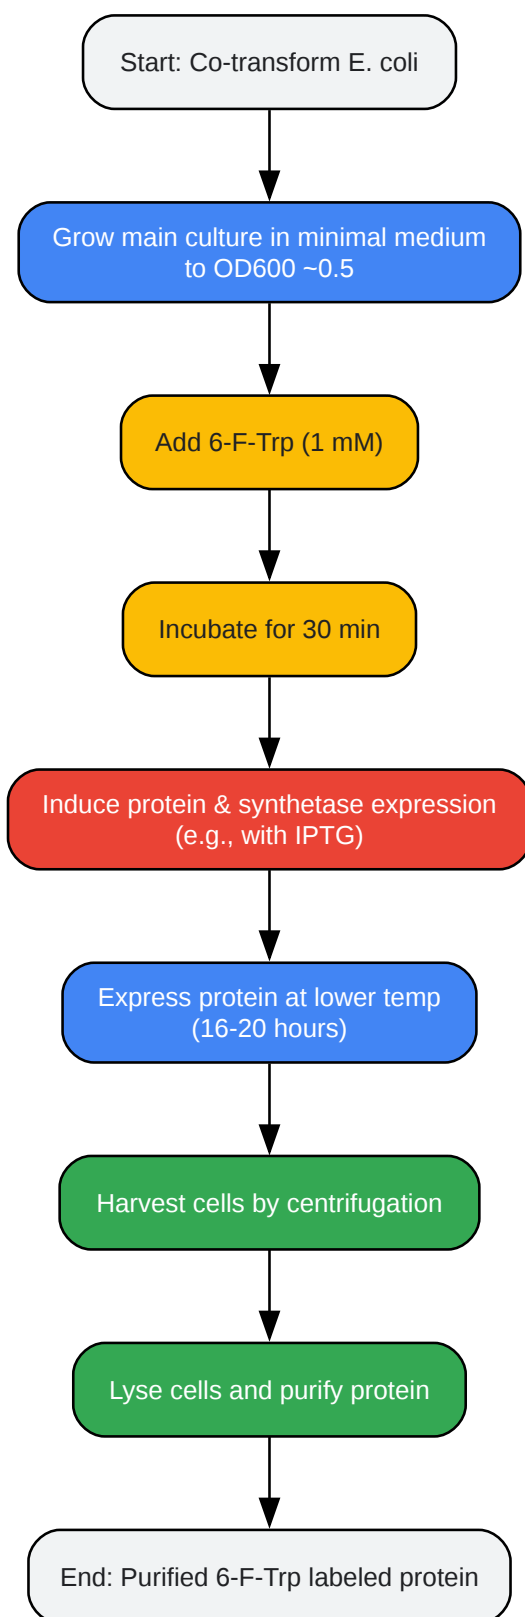 Start: Co-transform E. coli
Grow main culture in minimal medium
to OD600 ~0.5
Add 6-F-Trp (1 mM)
Incubate for 30 min
Induce protein & synthetase expression
(e.g., with IPTG)
Express protein at lower temp
(16-20 hours)
Harvest cells by centrifugation
Lyse cells and purify protein
End: Purified 6-F-Trp labeled protein